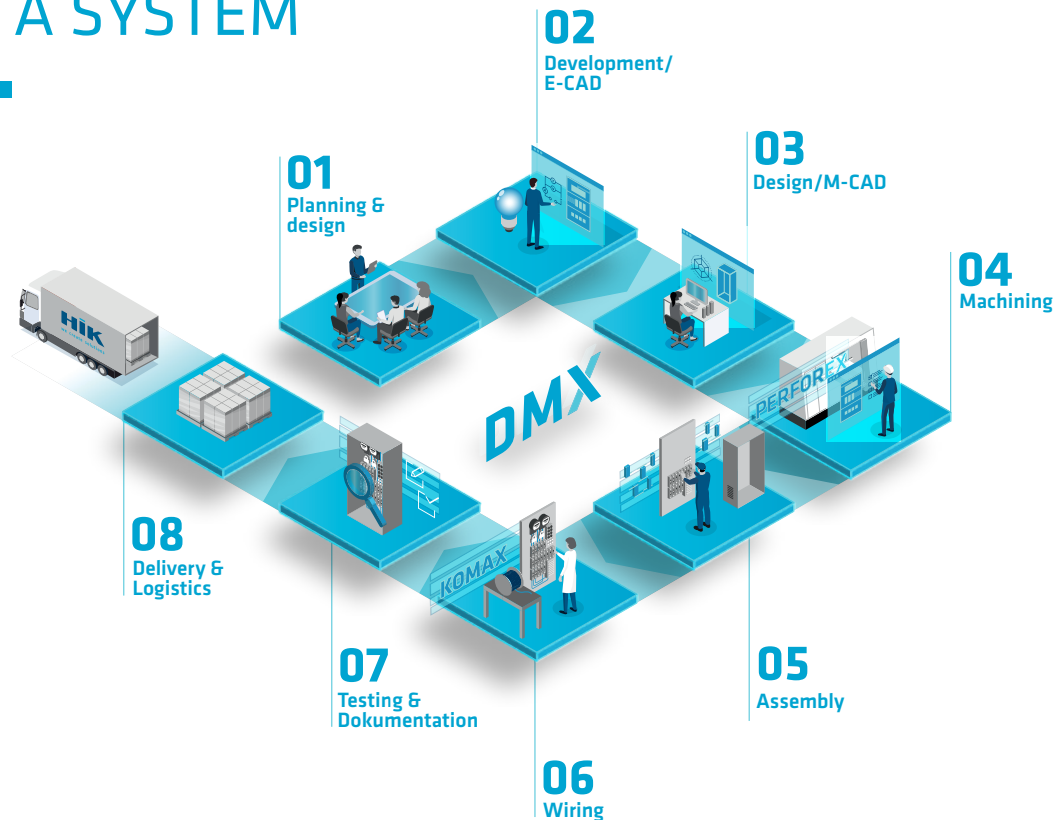 A SYSTEM
02
Development/
E-CAD
03
Design/M-CAD
01
Planning &
design
04
Machining
HiK
PERFOREX
DMX
KOMAX
08
Delivery &
Logistics
07
Testing &
Dokumentation
05
Assembly
06
Wiring